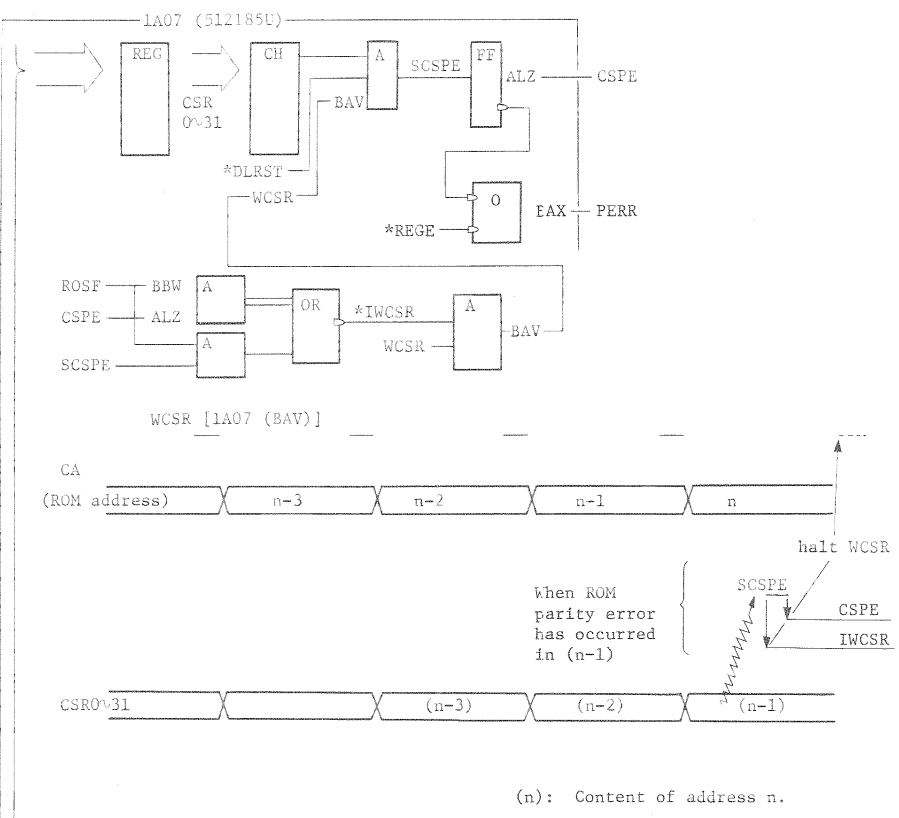 1A07 (512185U)
REG
CH
A
FF
SCSPE
ALZ
CSPE
CSR
0~31
BAV
*DLRST
WCSR
O
EAX
PERR
*REGE
ROSF
BBW
A
OR
*IWCSR
A
CSPE
ALZ
BAV
A
WCSR
SCSPE
WCSR [1A07 (BAV)]
CA
(ROM address)
n-3
n-2
n-1
n
halt WCSR
When ROM
parity error
has occurred
in (n-1)
SCSPE
CSPE
IWCSR
CSR0~31
(n-3)
(n-2)
(n-1)
(n): Content of address n.